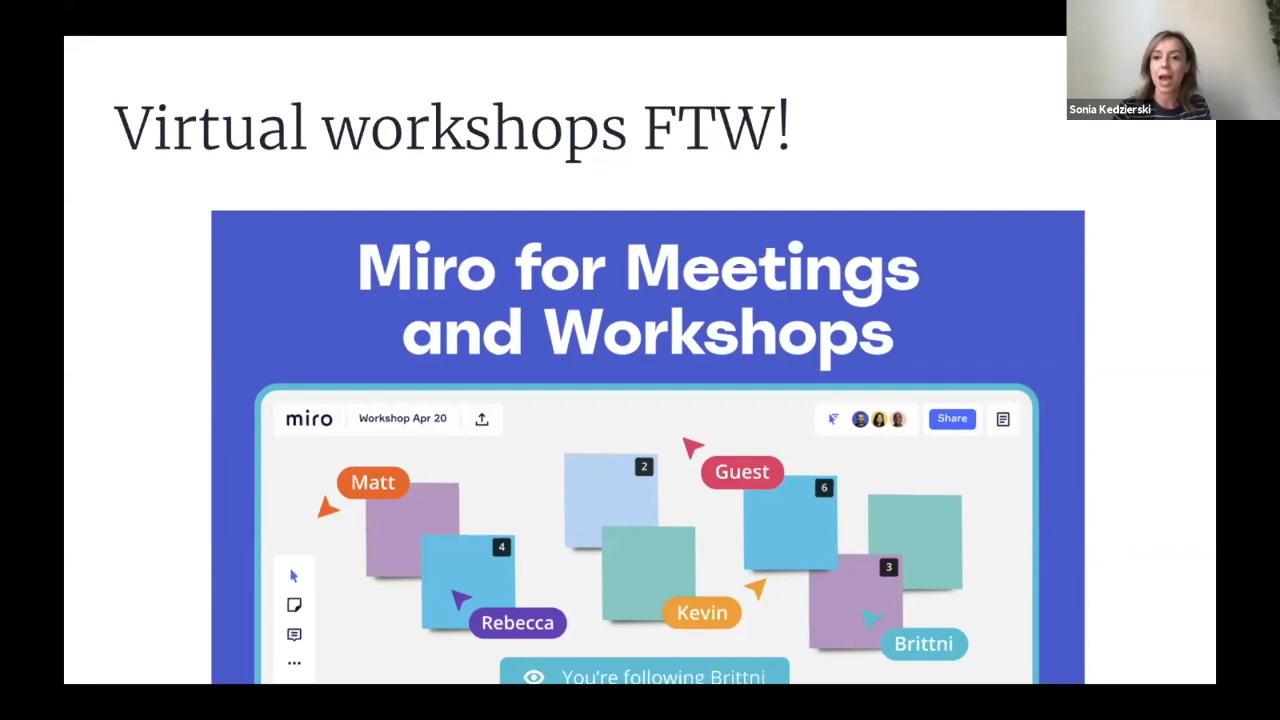 Sonia Kedzierski
Virtual workshops FTW!
Miro for Meetings
and Workshops
miro
Workshop Apr 20
Share
Matt
2
Guest
6
4
3
Rebecca
Kevin
Brittni
You're following Brittni